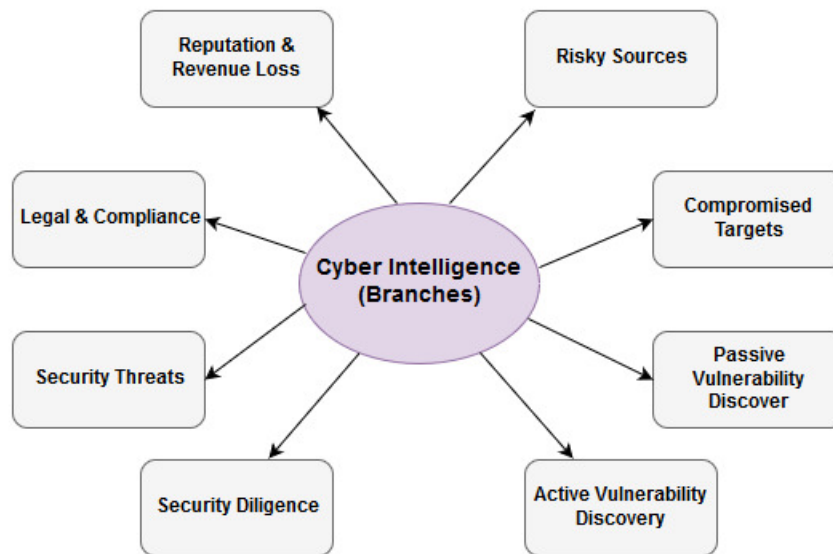 Reputation &
Revenue Loss
Risky Sources
Legal & Compliance
Cyber Intelligence
(Branches)
Compromised
Targets
Security Threats
Passive
Vulnerability
Discover
Security Diligence
Active Vulnerability
Discovery